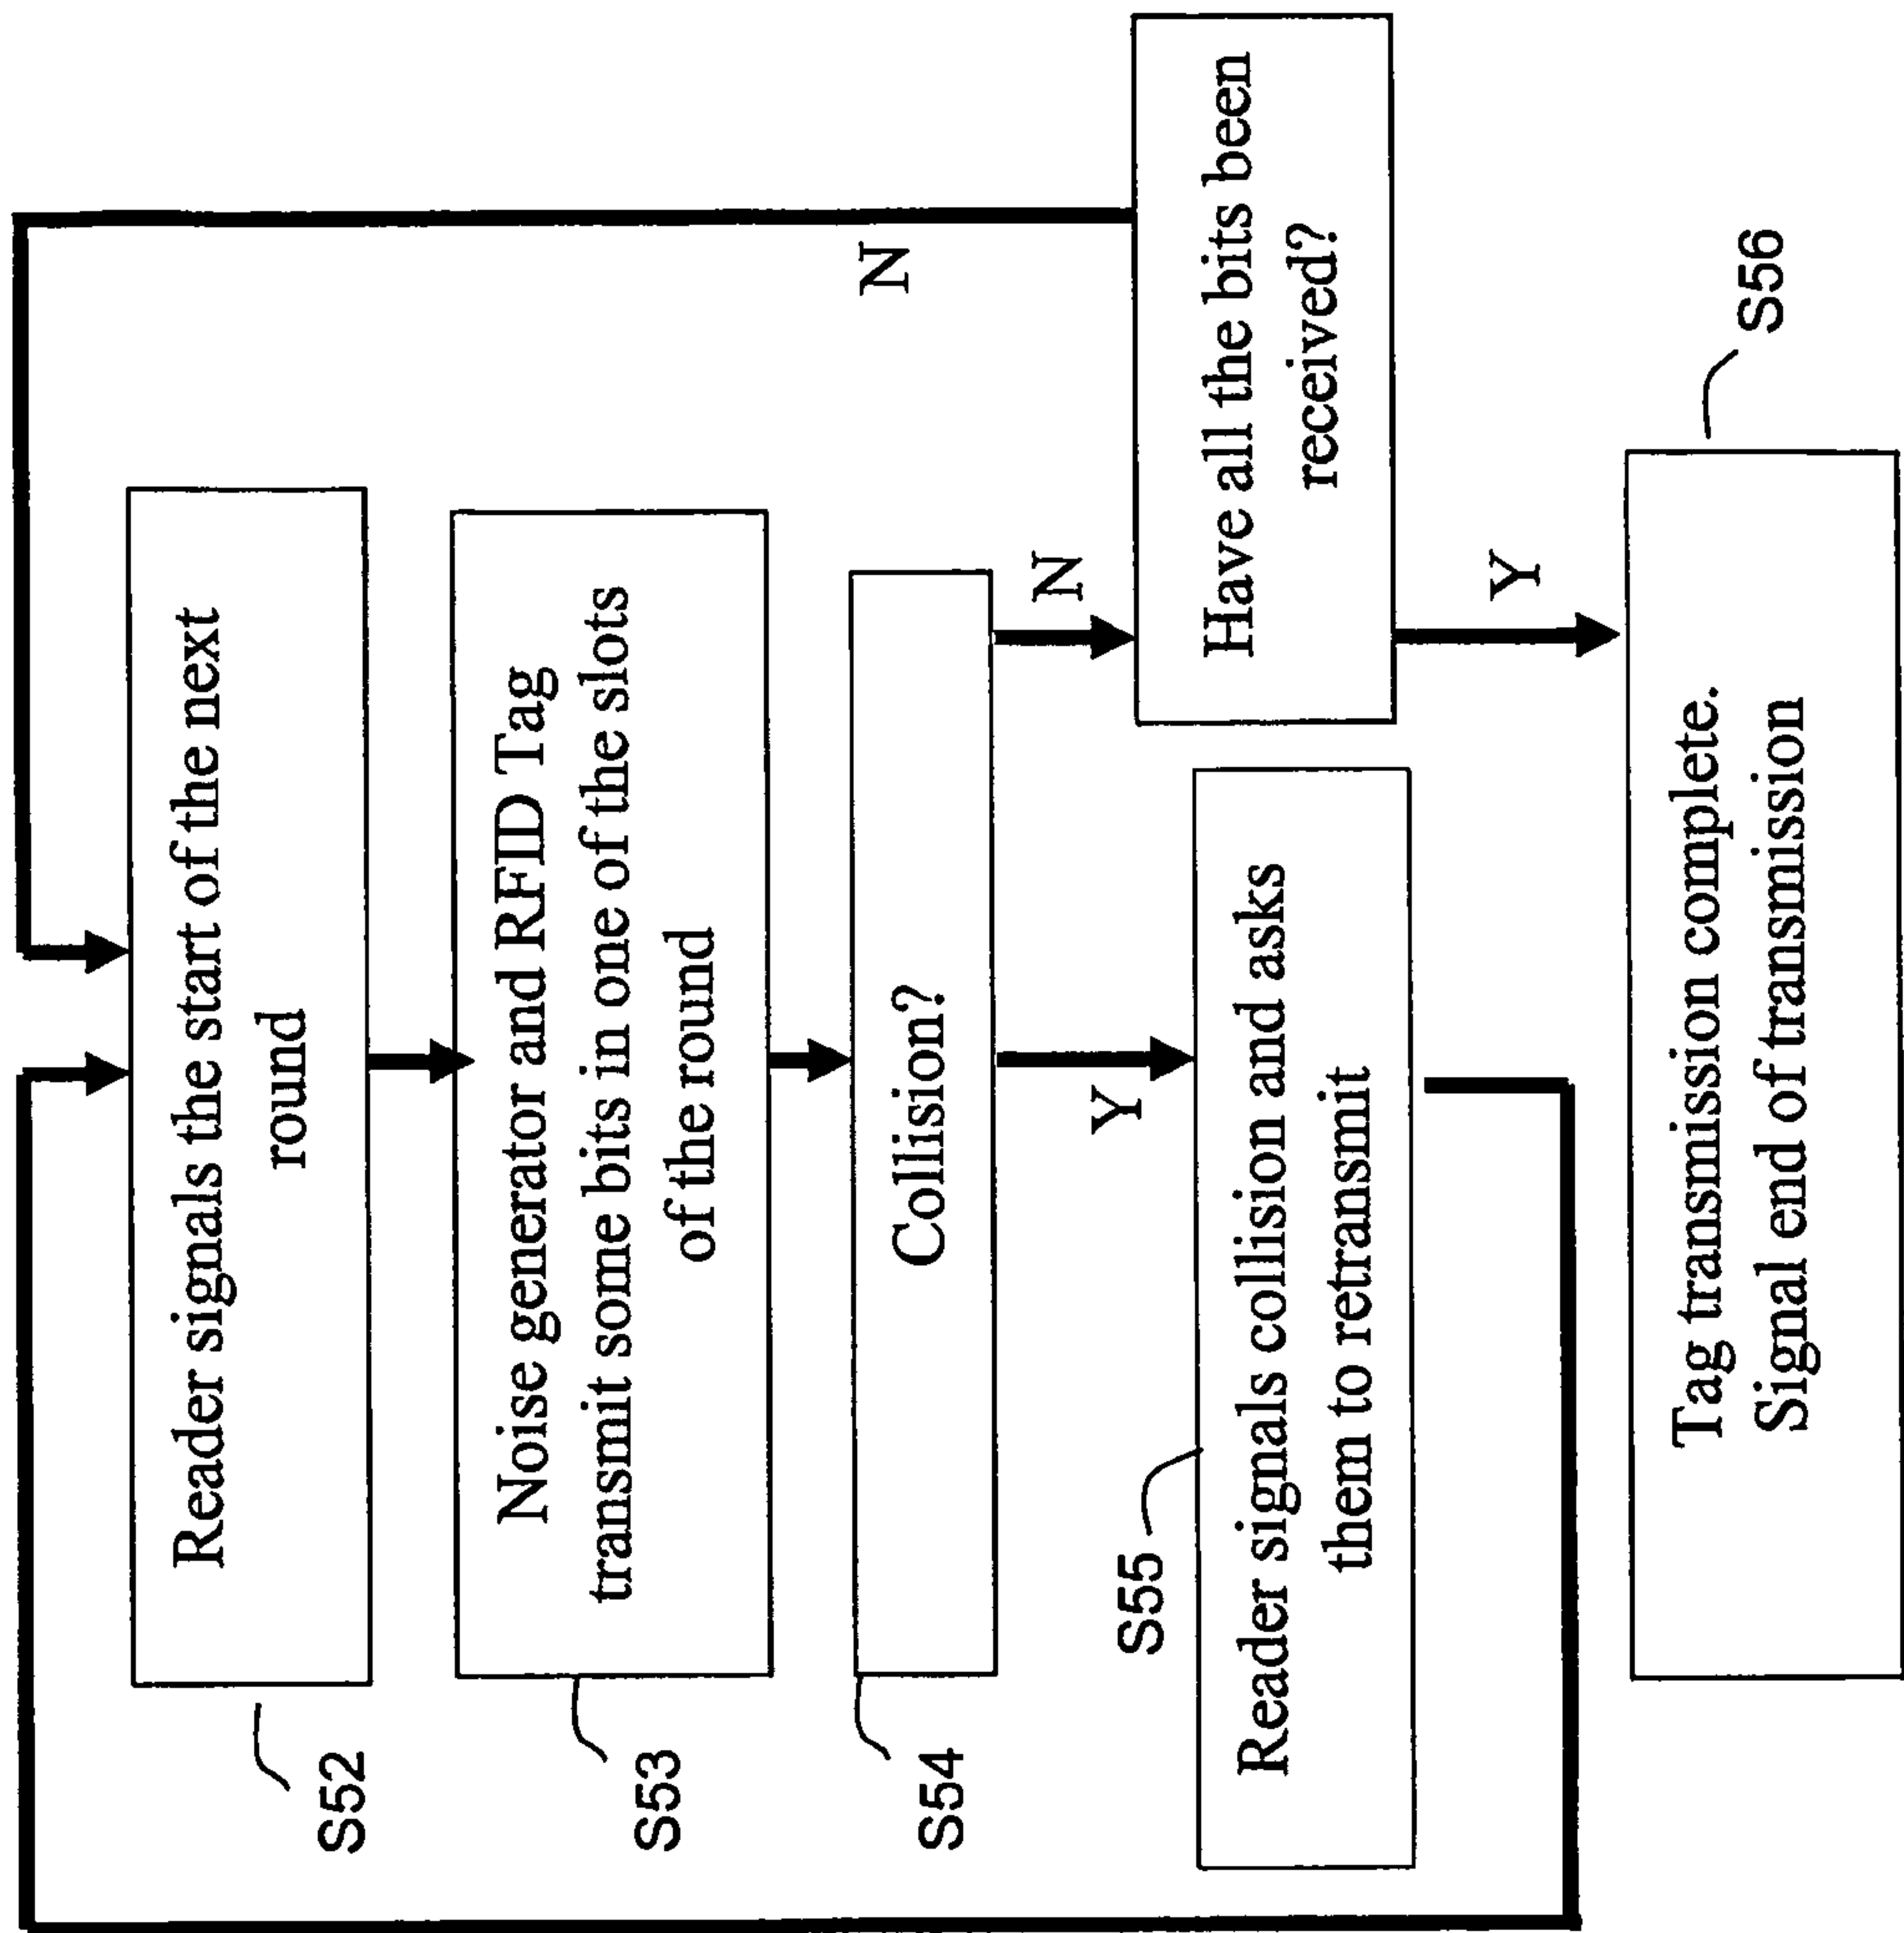 Reader signals the start of the next
round
S52
Noise generator and RFID Tag
transmit some bits in one of the slots
of the round
S53
Collision?
S54
N
Y
Have all the bits been
received?
N
S55
Reader signals collision and asks
them to retransmit
Y
Tag transmission complete.
Signal end of transmission
S56